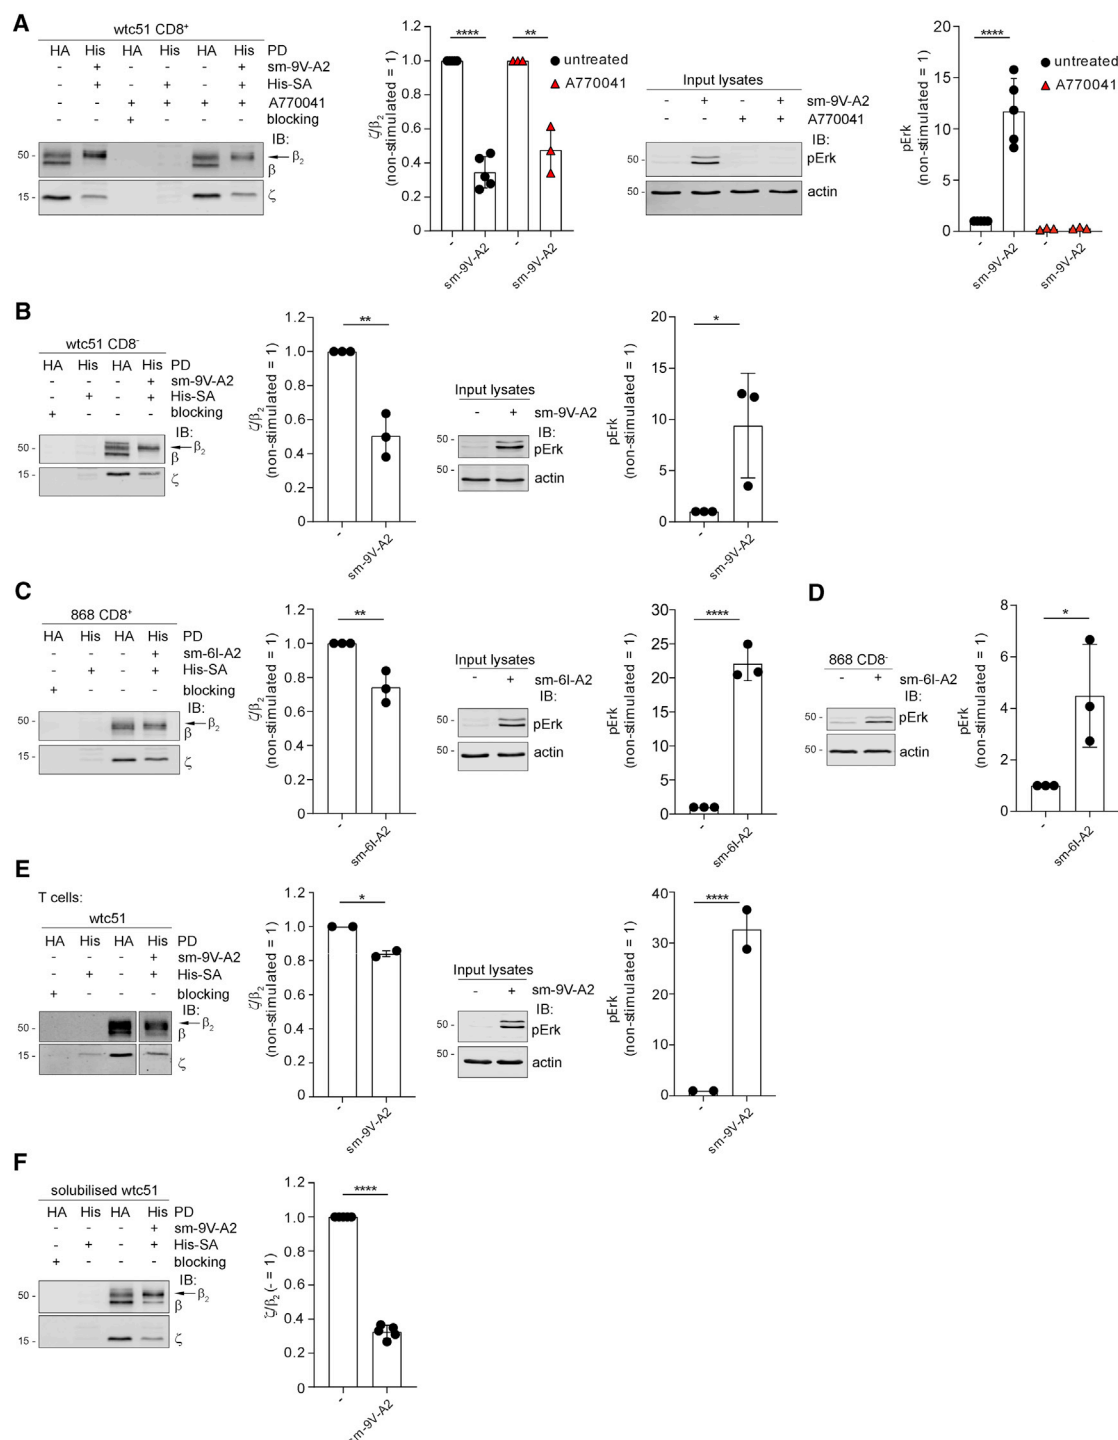 A
wtc51 CD8⁺
HA His HA His HA His PD
- + - - - + sm-9V-A2
- + - + - + His-SA
- - + + + + A770041
- - + - - - blocking
IB:
50 - β₂
β
15 - ζ
ζ/β₂
(non-stimulated = 1)
1.2
1.0
0.8
0.6
0.4
0.2
0
**** **
untreated
A770041
- sm-9V-A2 - sm-9V-A2
Input lysates
- + - + sm-9V-A2
- - + + A770041
IB:
50 - pErk
50 - actin
pErk
(non-stimulated = 1)
20
15
10
5
0
****
untreated
A770041
- sm-9V-A2 - sm-9V-A2
B
wtc51 CD8⁻
HA His HA His PD
- - - + sm-9V-A2
- + - + His-SA
+ - - - blocking
IB:
50 - β₂
β
15 - ζ
ζ/β₂
(non-stimulated = 1)
1.2
1.0
0.8
0.6
0.4
0.2
0
**
- sm-9V-A2
Input lysates
- + sm-9V-A2
IB:
50 - pErk
50 - actin
pErk
(non-stimulated = 1)
20
15
10
5
0
*
- sm-9V-A2
C
868 CD8⁺
HA His HA His PD
- - - + sm-6I-A2
- + - + His-SA
+ - - - blocking
IB:
50 - β₂
β
15 - ζ
ζ/β₂
(non-stimulated = 1)
1.2
1.0
0.8
0.6
0.4
0.2
0
**
- sm-6I-A2
Input lysates
- + sm-6I-A2
IB:
50 - pErk
50 - actin
pErk
(non-stimulated = 1)
30
25
20
15
10
5
0
****
- sm-6I-A2
D
868 CD8⁻
- + sm-6I-A2
IB:
50 - pErk
50 - actin
pErk
(non-stimulated = 1)
8
6
4
2
0
*
- sm-6I-A2
E
T cells:
wtc51
HA His HA His PD
- - - + sm-9V-A2
- + - + His-SA
+ - - - blocking
IB:
50 - β₂
β
15 - ζ
ζ/β₂
(non-stimulated = 1)
1.2
1.0
0.8
0.6
0.4
0.2
0
*
- sm-9V-A2
Input lysates
- + sm-9V-A2
IB:
50 - pErk
50 - actin
pErk
(non-stimulated = 1)
40
30
20
10
0
****
- sm-9V-A2
F
solubilised wtc51
HA His HA His PD
- - - + sm-9V-A2
- + - + His-SA
+ - - - blocking
IB:
50 - β₂
β
15 - ζ
ζ/β₂ (- = 1)
1.2
1.0
0.8
0.6
0.4
0.2
0
****
- sm-9V-A2